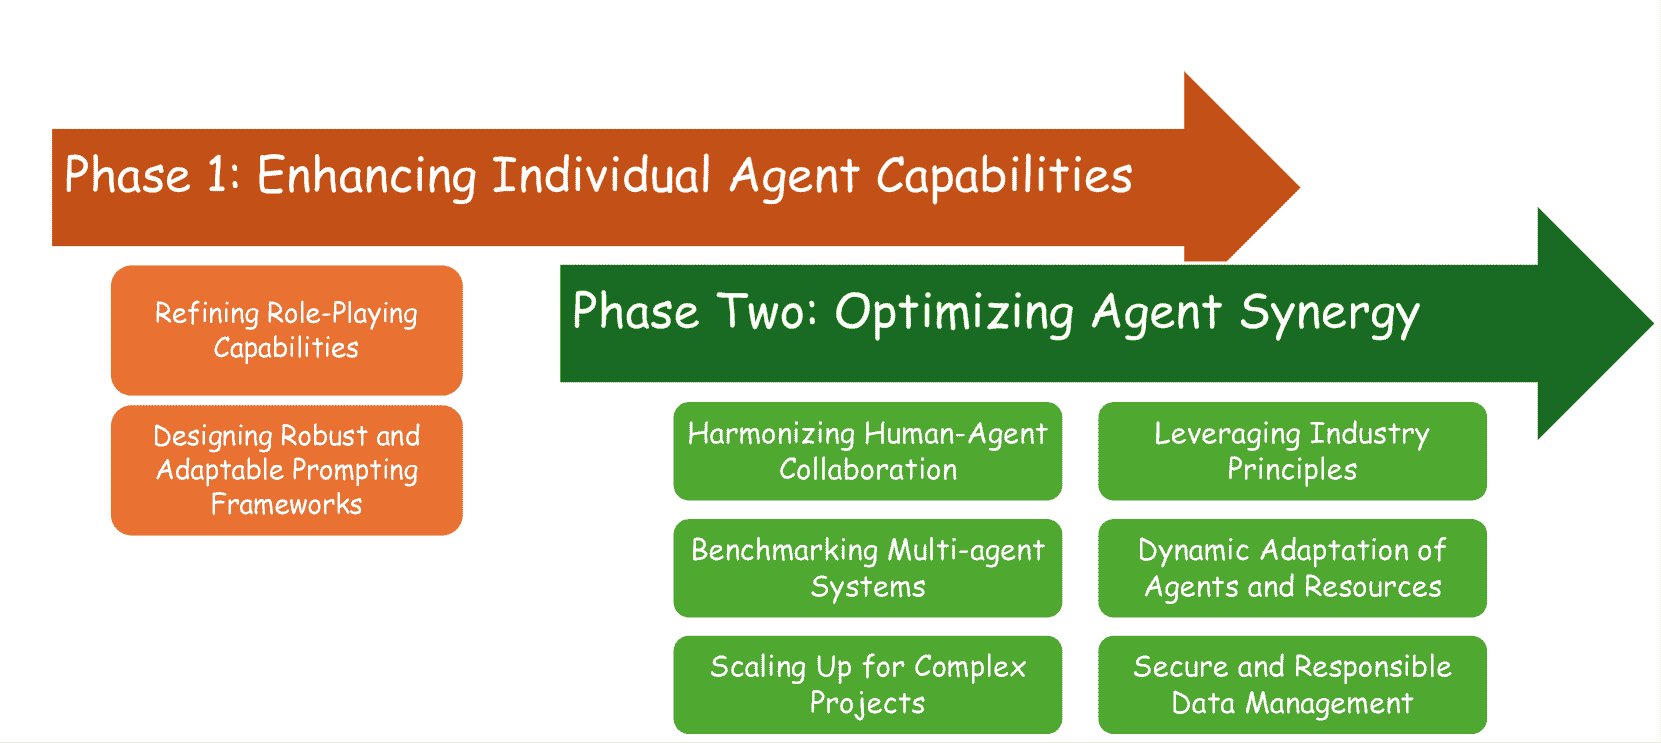 Phase 1: Enhancing Individual Agent Capabilities
Refining Role-Playing
Capabilities
Designing Robust and
Adaptable Prompting
Frameworks
Phase Two: Optimizing Agent Synergy
Harmonizing Human-Agent
Collaboration
Leveraging Industry
Principles
Benchmarking Multi-agent
Systems
Dynamic Adaptation of
Agents and Resources
Scaling Up for Complex
Projects
Secure and Responsible
Data Management